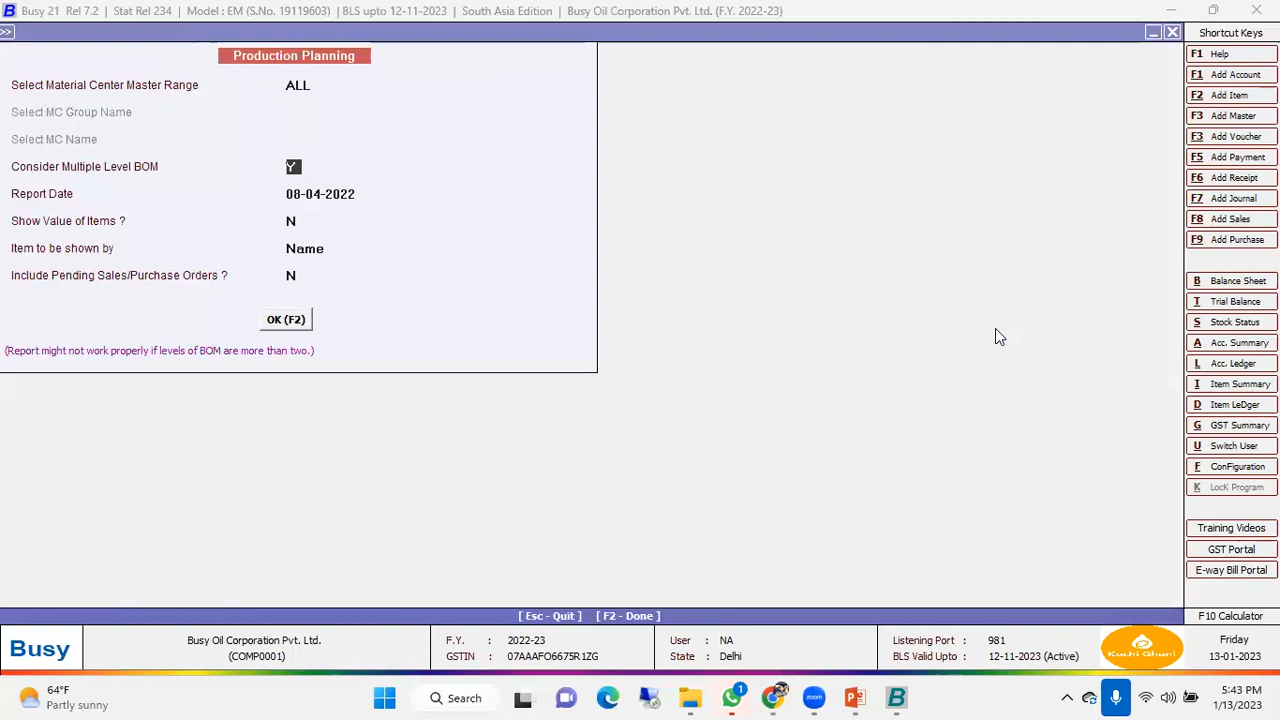 Busy 21 Rel 7.2 | Stat Rel 234 | Model : EM (S.No. 19119603) | BLS upto 12-11-2023 | South Asia Edition | Busy Oil Corporation Pvt. Ltd. (F.Y. 2022-23)
>>
Shortcut Keys
Production Planning
Select Material Center Master Range ALL
Select MC Group Name
Select MC Name
Consider Multiple Level BOM Y
Report Date 08-04-2022
Show Value of Items ? N
Item to be shown by Name
Include Pending Sales/Purchase Orders ? N
OK (F2)
(Report might not work properly if levels of BOM are more than two.)
F1 Help
F1 Add Account
F2 Add Item
F3 Add Master
F3 Add Voucher
F5 Add Payment
F6 Add Receipt
F7 Add Journal
F8 Add Sales
F9 Add Purchase
B Balance Sheet
T Trial Balance
S Stock Status
A Acc. Summary
L Acc. Ledger
I Item Summary
D Item LeDger
G GST Summary
U Switch User
F ConFiguration
K LocK Program
Training Videos
GST Portal
E-way Bill Portal
[ Esc - Quit ] [ F2 - Done ]
F10 Calculator
Busy
Busy Oil Corporation Pvt. Ltd.
(COMP0001)
F.Y. : 2022-23
GSTIN : 07AAAFO6675R1ZG
User : NA
State : Delhi
Listening Port : 981
BLS Valid Upto : 12-11-2023 (Active)
Kachi Ghani
Friday
13-01-2023
64°F
Partly sunny
Search
1
zoom
5:43 PM
1/13/2023